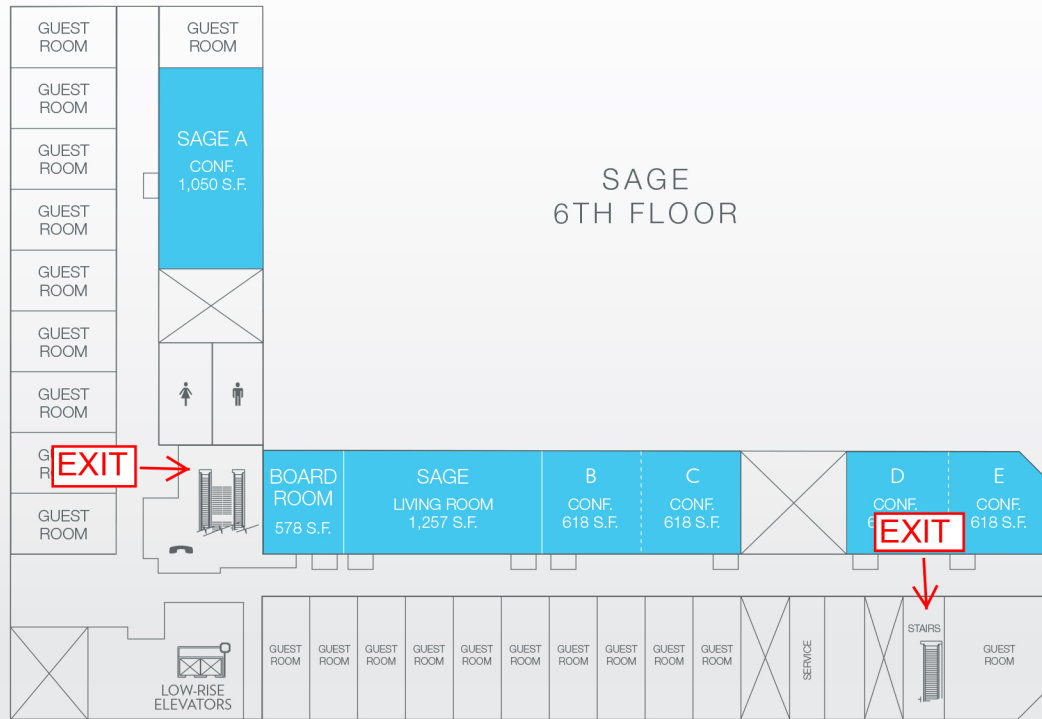 GUEST
ROOM
GUEST
ROOM
GUEST
ROOM
GUEST
ROOM
GUEST
ROOM
GUEST
ROOM
GUEST
ROOM
GUEST
ROOM
EXIT
GUEST
ROOM
GUEST
ROOM
SAGE A
CONF.
1,050 S.F.
SAGE
6TH FLOOR
BOARD
ROOM
578 S.F.
SAGE
LIVING ROOM
1,257 S.F.
B
CONF.
618 S.F.
C
CONF.
618 S.F.
D
CONF.
E
CONF.
618 S.F.
EXIT
LOW-RISE
ELEVATORS
GUEST
ROOM
GUEST
ROOM
GUEST
ROOM
GUEST
ROOM
GUEST
ROOM
GUEST
ROOM
GUEST
ROOM
GUEST
ROOM
GUEST
ROOM
GUEST
ROOM
SERVICE
STAIRS
GUEST
ROOM